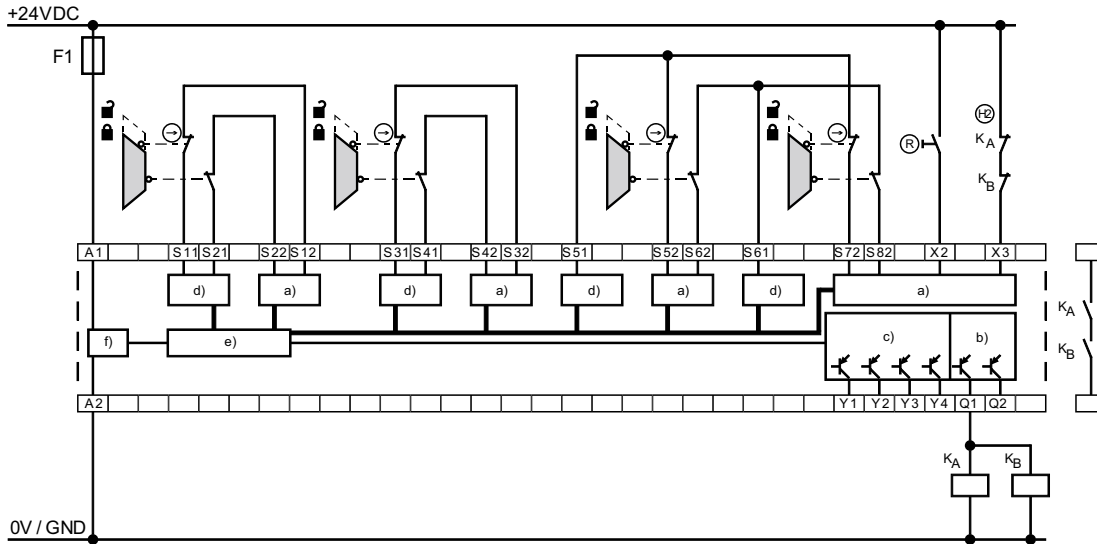 +24VDC
F1
H2
KA
R
KB
A1 S11 S21 S22 S12 S31 S41 S42 S32 S51 S52 S62 S61 S72 S82 X2 X3
d) a) d) a) d) a) d) a)
KA
f) e) c) b)
KB
A2 Y1 Y2 Y3 Y4 Q1 Q2
KA KB
0V / GND